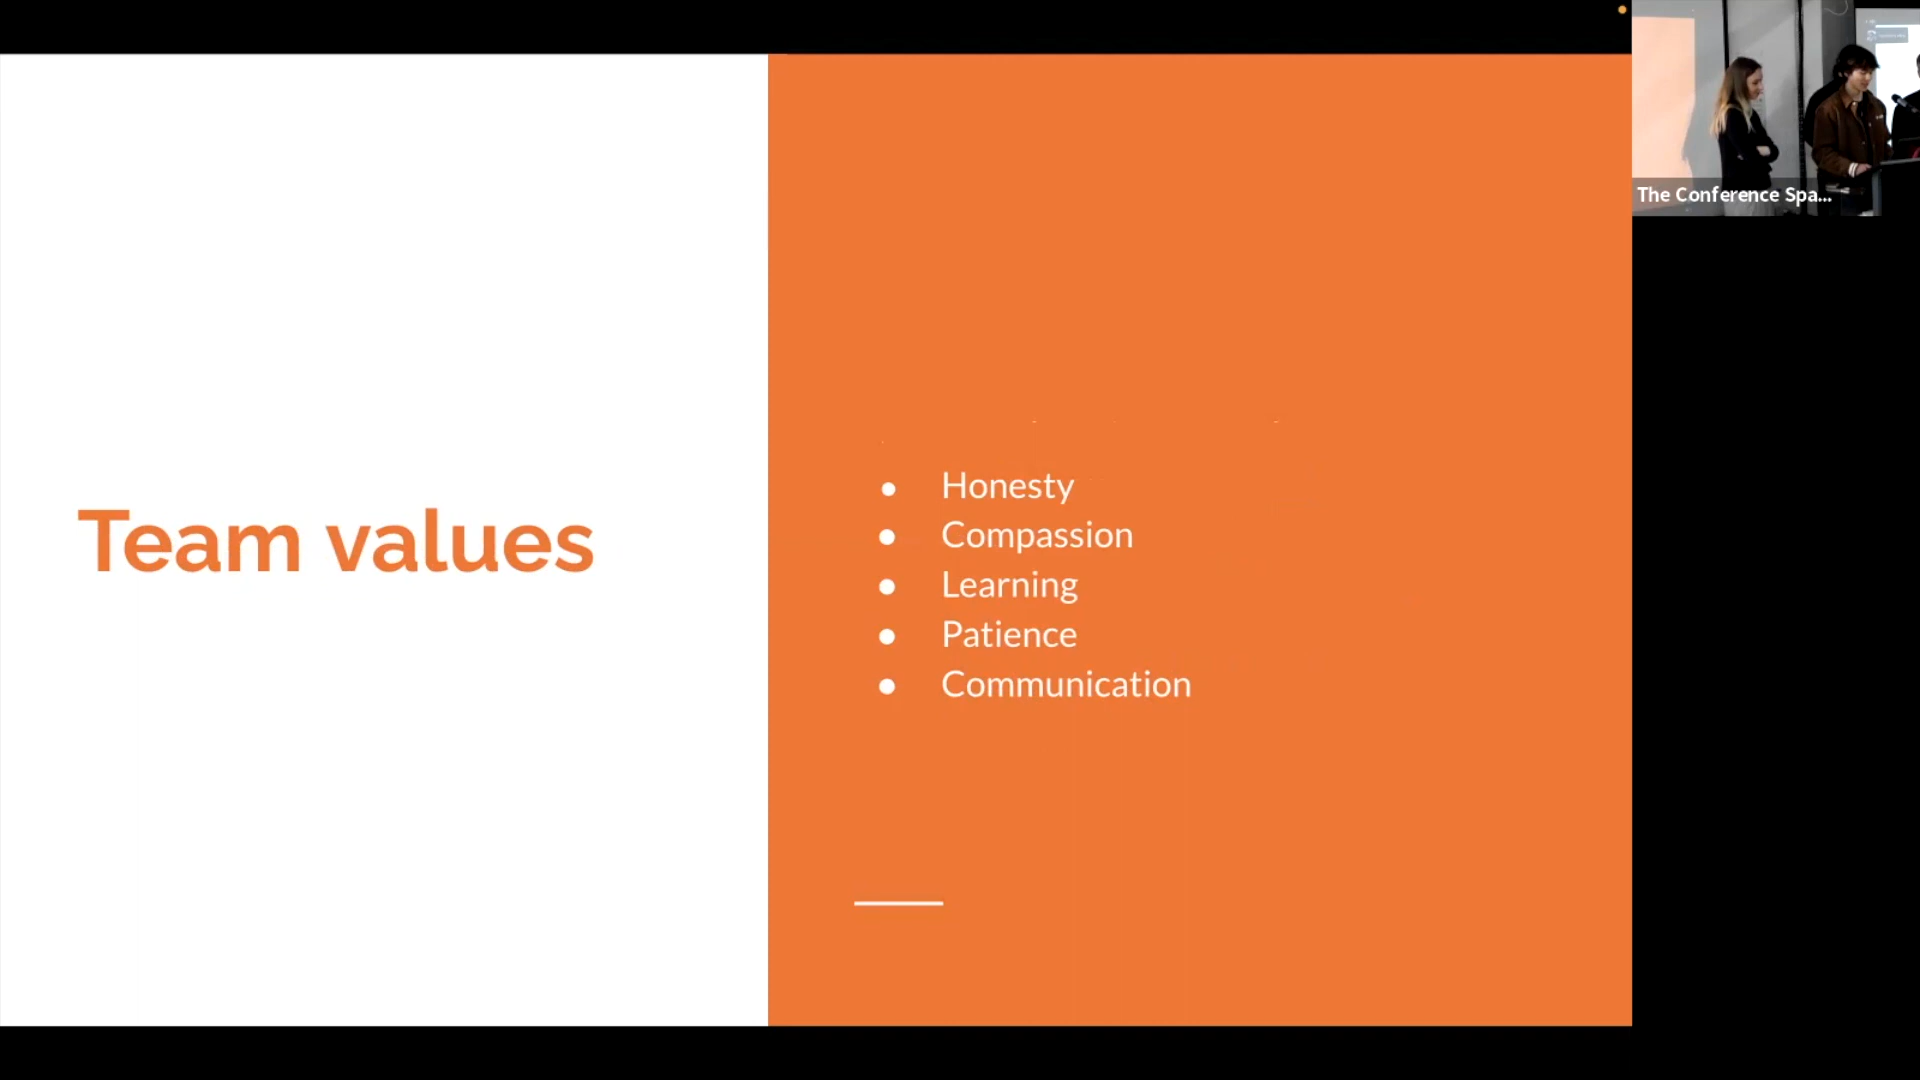 Team values
Honesty
Compassion
Learning
Patience
Communication
The Conference Spa...